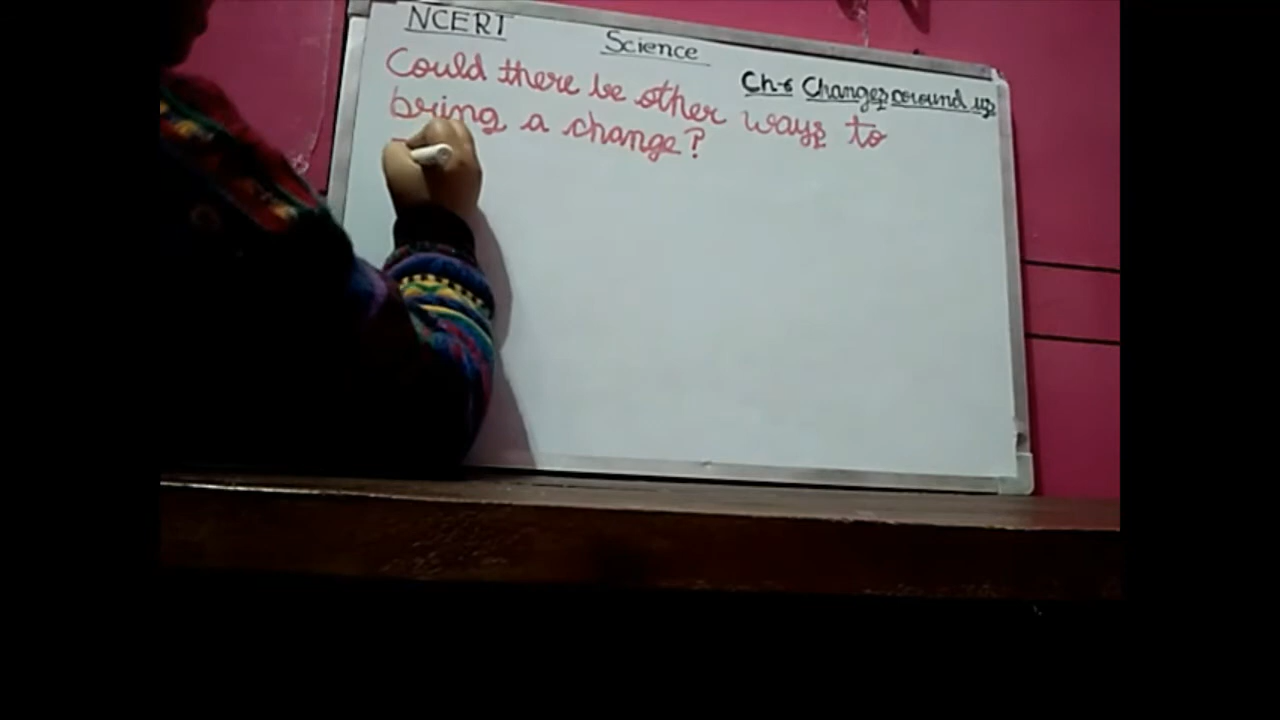 NCERT
Science
Ch-6 Changes around us
Could there be other ways to
bring a change?